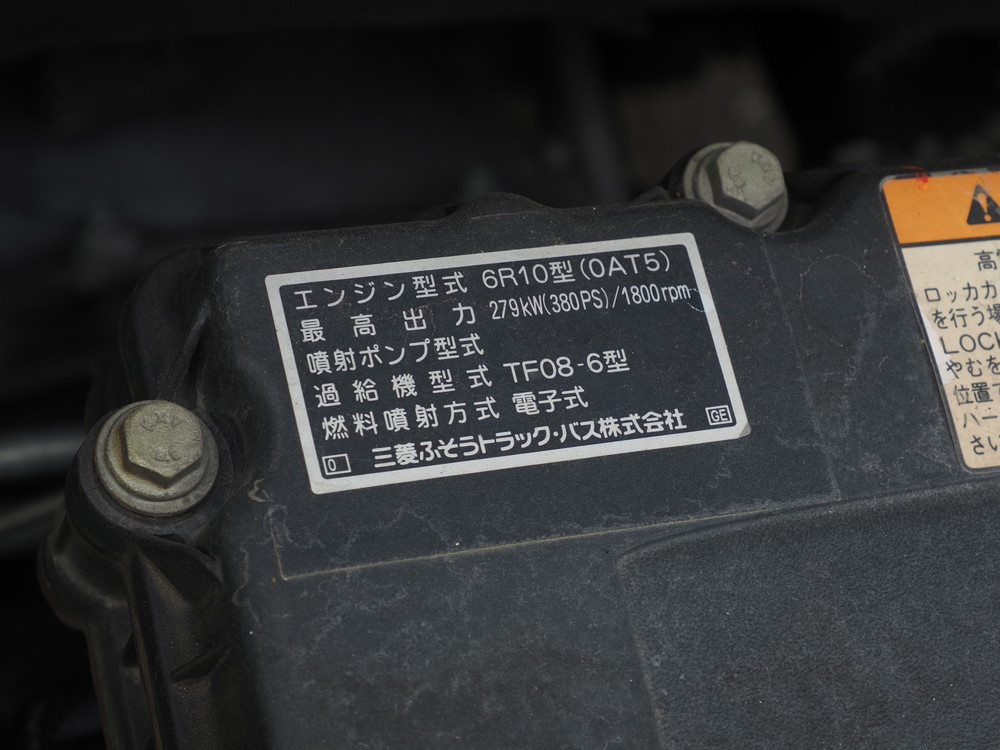 エンジン型式 6R10型(0AT5)
最高出力 279kW(380PS)/1800rpm
噴射ポンプ型式
過給機型式 TF08-6型
燃料噴射方式 電子式
0 三菱ふそうトラック・バス株式会社 GE
高
ロッカカ
を行う場
LOC
やむを
位置
ハー
さい